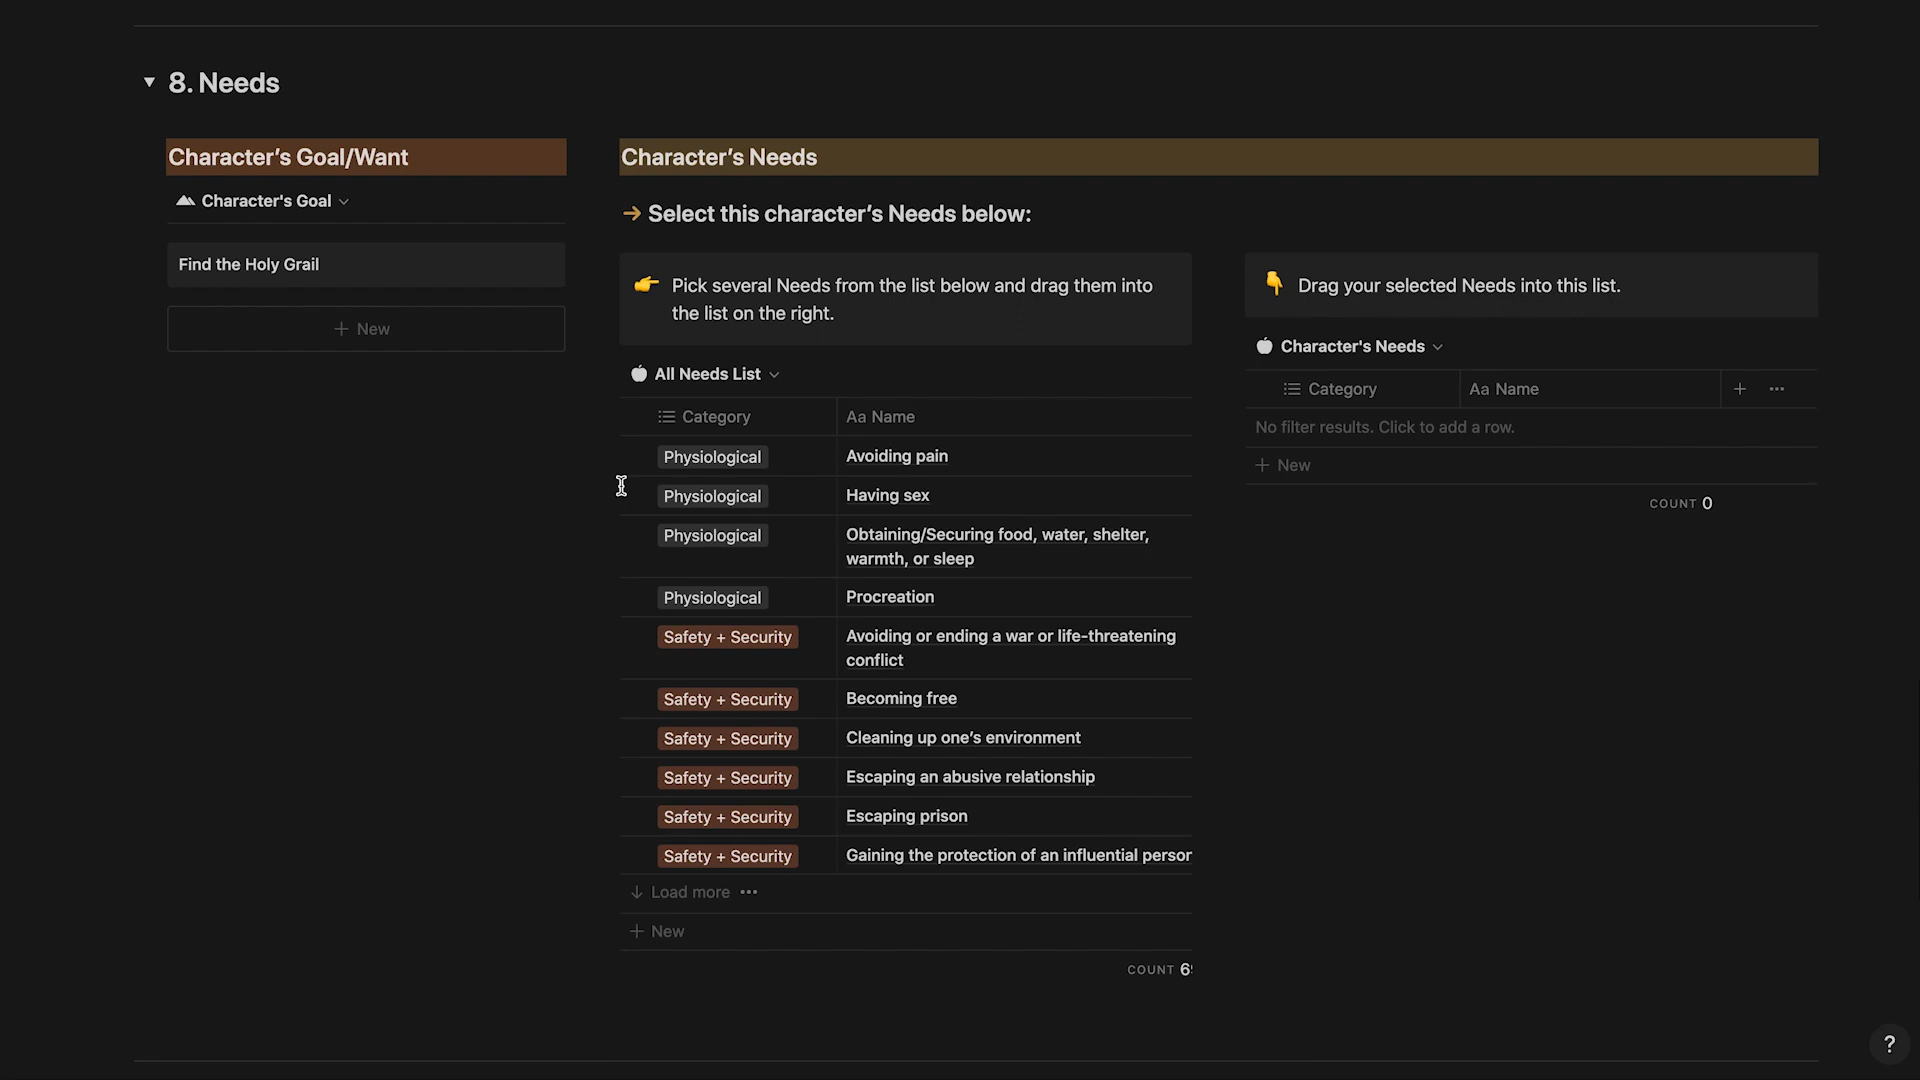 8. Needs
Character's Goal/Want
Character's Goal
Find the Holy Grail
New
Character’s Needs
→ Select this character’s Needs below:
Pick several Needs from the list below and drag them into
the list on the right.
All Needs List
Category
Aa Name
Physiological
Avoiding pain
Physiological
Having sex
Physiological
Obtaining/Securing food, water, shelter,
warmth, or sleep
Physiological
Procreation
Safety + Security
Avoiding or ending a war or life-threatening
conflict
Safety + Security
Becoming free
Safety + Security
Cleaning up one’s environment
Safety + Security
Escaping an abusive relationship
Safety + Security
Escaping prison
Safety + Security
Gaining the protection of an influential person
Load more
New
COUNT
Drag your selected Needs into this list.
Character's Needs
Category
Aa Name
No filter results. Click to add a row.
New
COUNT 0
?